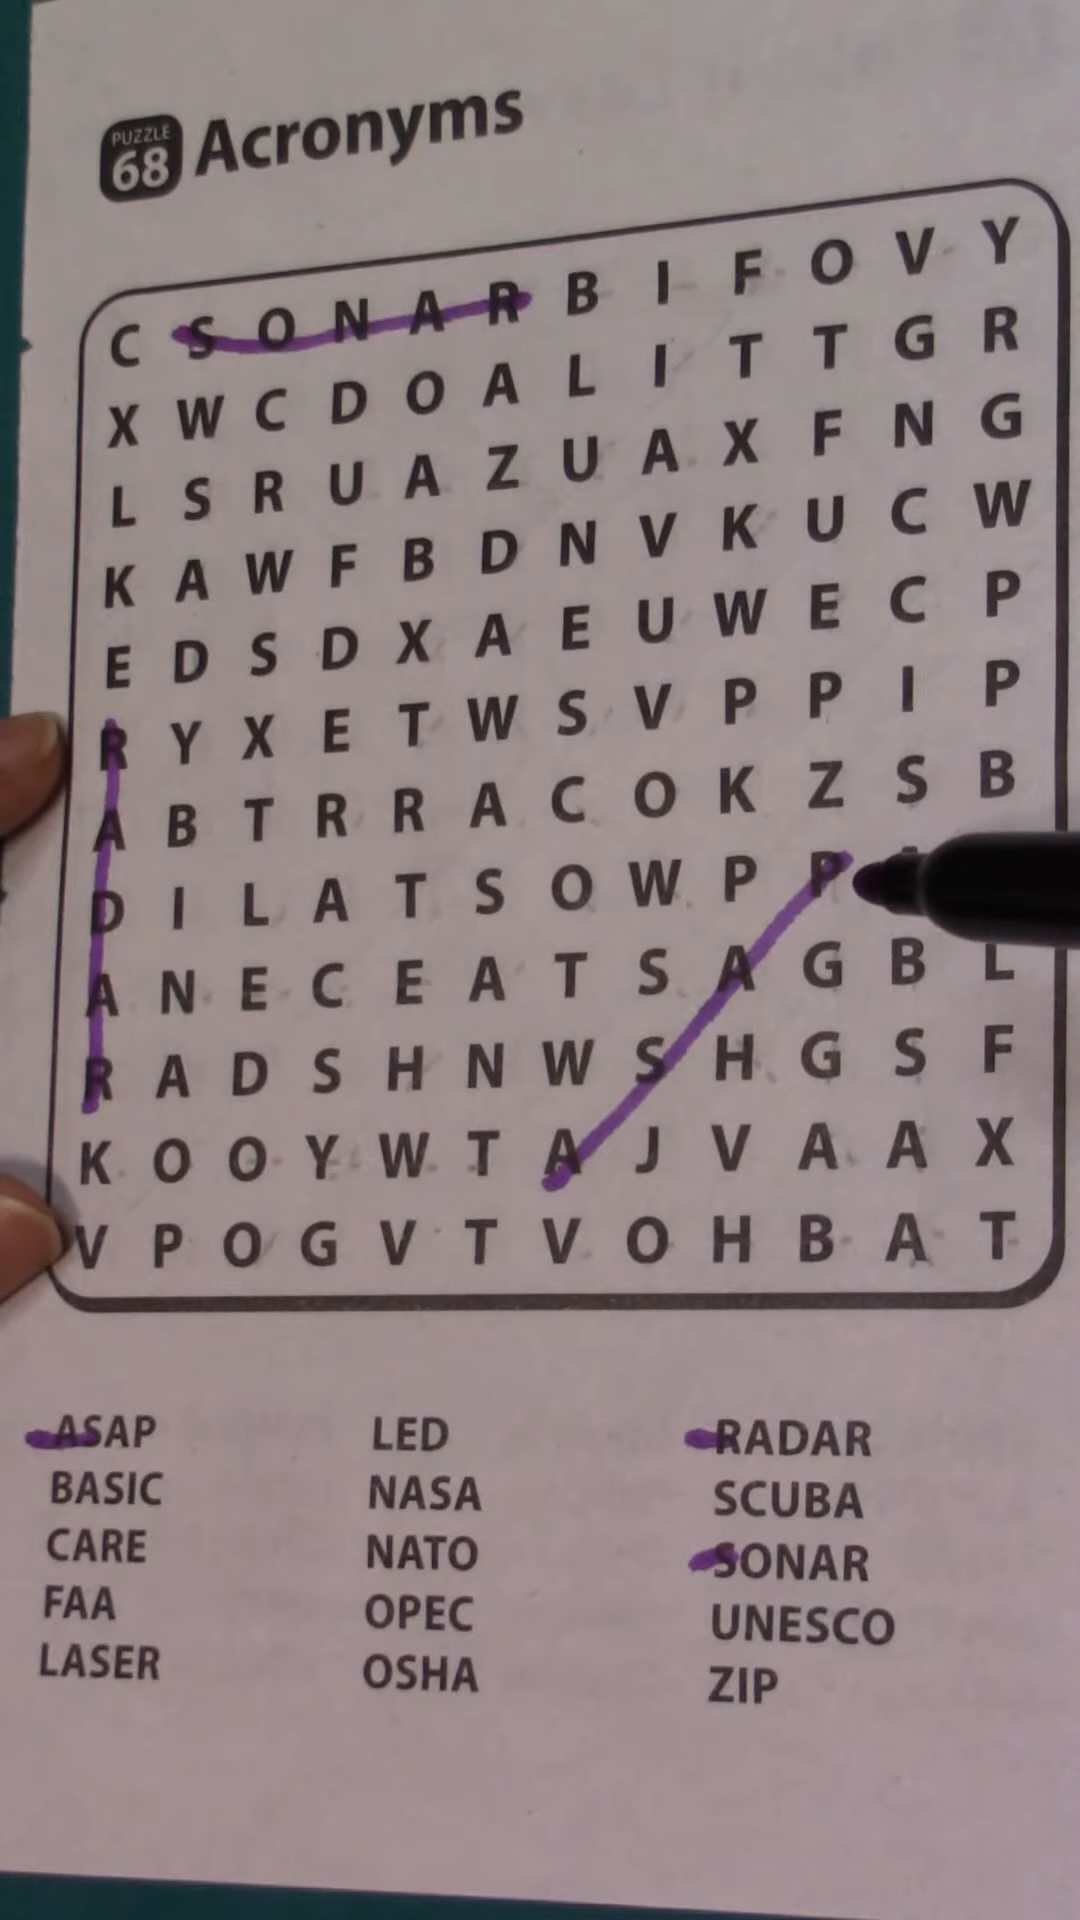 PUZZLE
68
Acronyms
C S O N A R B I F O V Y
X W C D O A L I T T G R
L S R U A Z U A X F N G
K A W F B D N V K U C W
E D S D X A E U W E C P
R Y X E T W S V P P I P
A B T R R A C O K Z S B
D I L A T S O W P P
A N E C E A T S A G B L
R A D S H N W S H G S F
K O O Y W T A J V A A X
V P O G V T V O H B A T
ASAP LED RADAR
BASIC NASA SCUBA
CARE NATO SONAR
FAA OPEC UNESCO
LASER OSHA ZIP